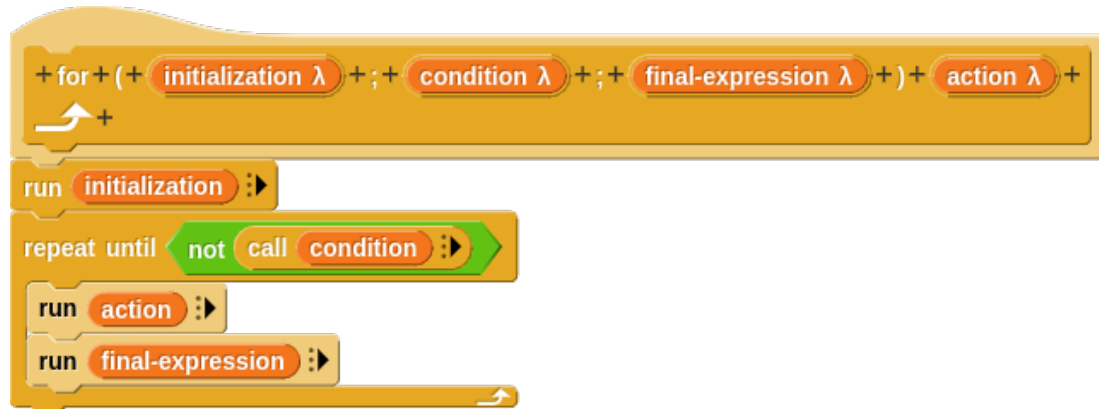 + for + ( + initialization λ + ; + condition λ + ; + final-expression λ + ) + action λ +
+
run initialization
repeat until not call condition
run action
run final-expression